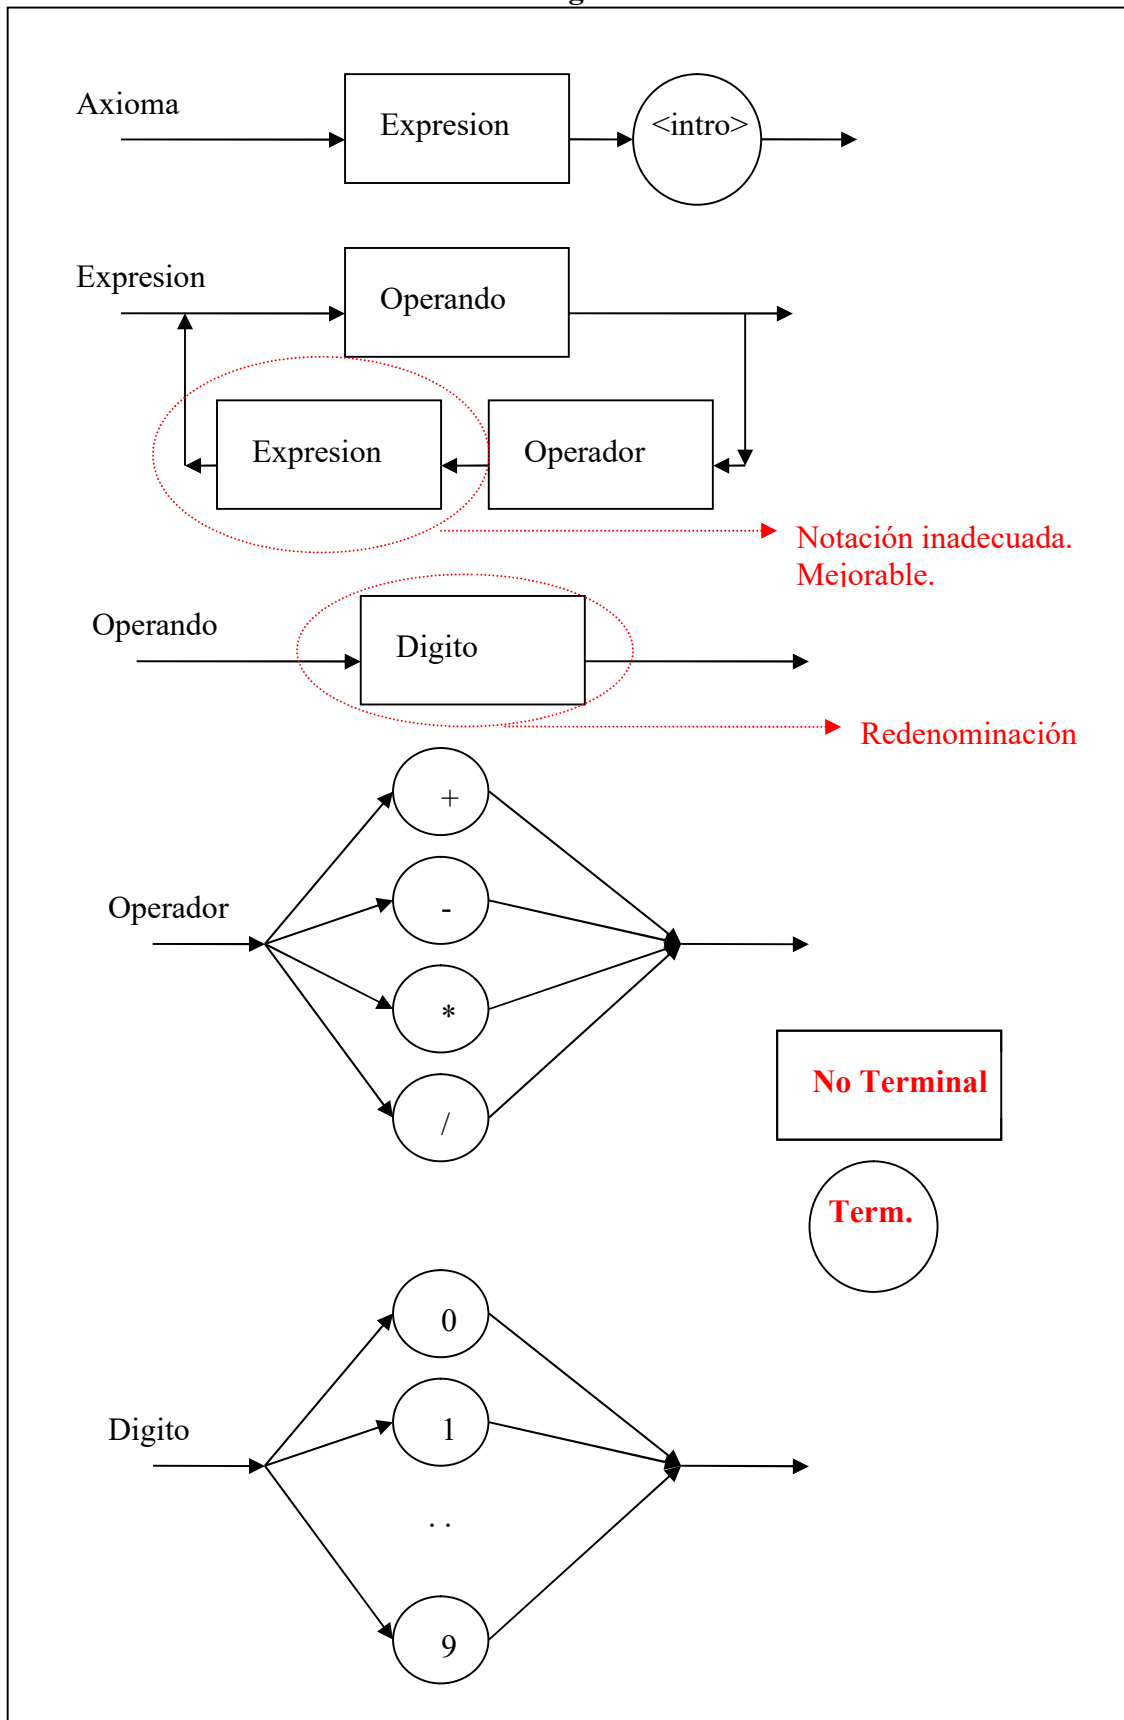 Axioma
Expresion
<intro>
Expresion
Operando
Expresion
Operador
Notación inadecuada.
Mejorable.
Operando
Digito
Redenominación
+
-
Operador
*
/
No Terminal
Term.
0
1
Digito
. .
9